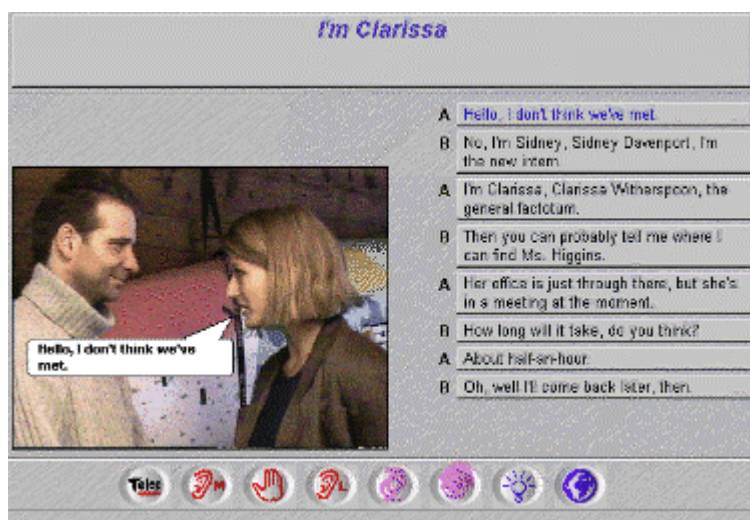 I'm Clarissa
A Hello, I don't think we've met.
B No, I'm Sidney, Sidney Davenport, I'm
the new intern.
A I'm Clarissa, Clarissa Witherspoon, the
general factotum.
B Then you can probably tell me where I
can find Ms. Higgins.
A Her office is just through there, but she's
in a meeting at the moment.
B How long will it take, do you think?
A About half-an-hour.
B Oh, well I'll come back later, then.
Hello, I don't think we've
met.
Telos
M
L